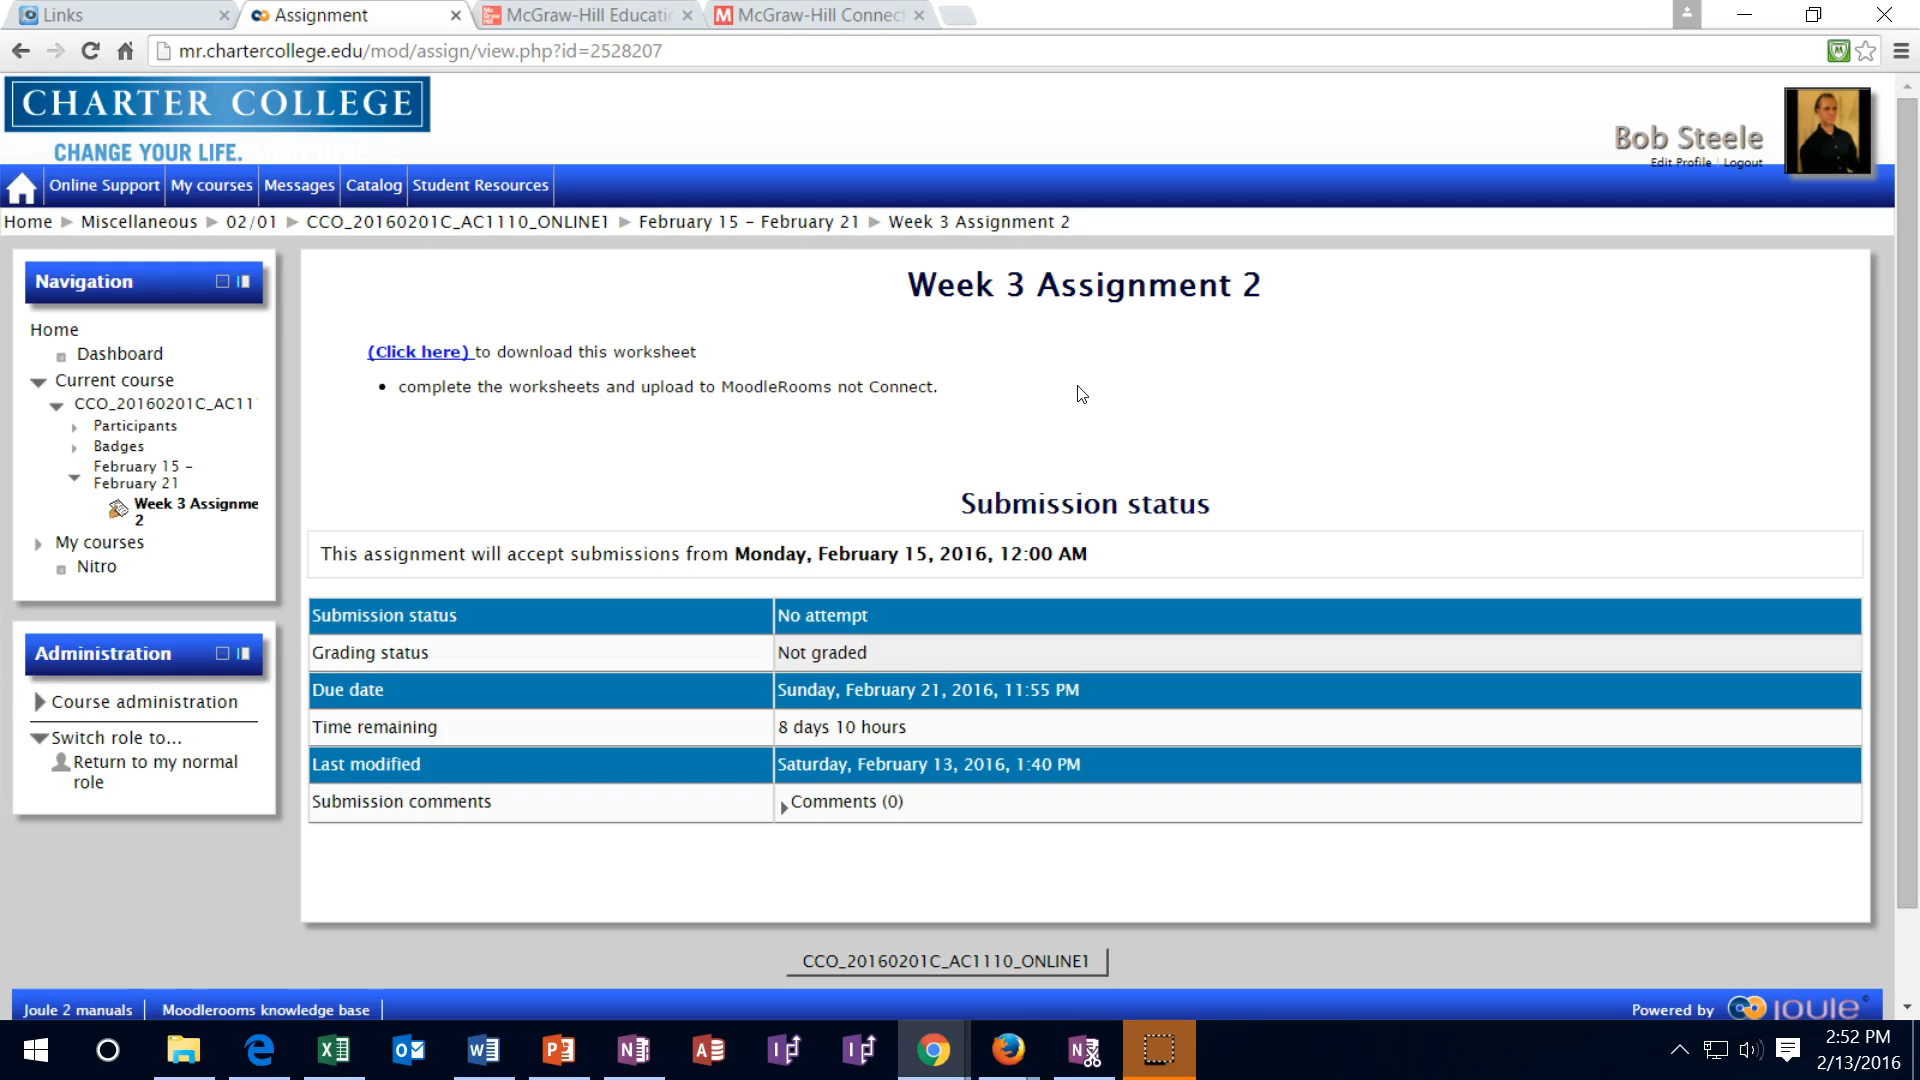 Links
Assignment
McGraw-Hill Educatic
McGraw-Hill Connect
mr.chartercollege.edu/mod/assign/view.php?id=2528207
CHARTER COLLEGE
CHANGE YOUR LIFE.
Bob Steele
Edit Profile | Logout
Online Support
My courses
Messages
Catalog
Student Resources
Home ▶ Miscellaneous ▶ 02/01 ▶ CCO_20160201C_AC1110_ONLINE1 ▶ February 15 - February 21 ▶ Week 3 Assignment 2
Navigation
Home
Dashboard
Current course
CCO_20160201C_AC11
Participants
Badges
February 15 -
February 21
Week 3 Assignme
2
My courses
Nitro
Administration
Course administration
Switch role to...
Return to my normal
role
Week 3 Assignment 2
(Click here) to download this worksheet
• complete the worksheets and upload to MoodleRooms not Connect.
Submission status
This assignment will accept submissions from Monday, February 15, 2016, 12:00 AM
Submission status No attempt
Grading status Not graded
Due date Sunday, February 21, 2016, 11:55 PM
Time remaining 8 days 10 hours
Last modified Saturday, February 13, 2016, 1:40 PM
Submission comments Comments (0)
CCO_20160201C_AC1110_ONLINE1
Joule 2 manuals
Moodlerooms knowledge base
Powered by joule
2:52 PM
2/13/2016